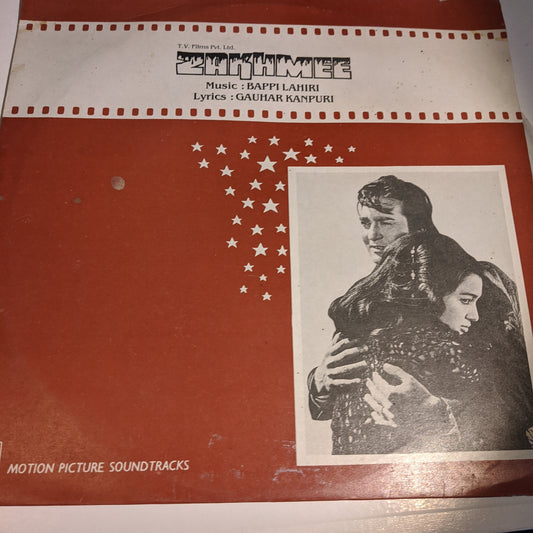 T.V. Films Pvt. Ltd.
ZAKHMEE
Music : BAPPI LAHIRI
Lyrics : GAUHAR KANPURI
MOTION PICTURE SOUNDTRACKS